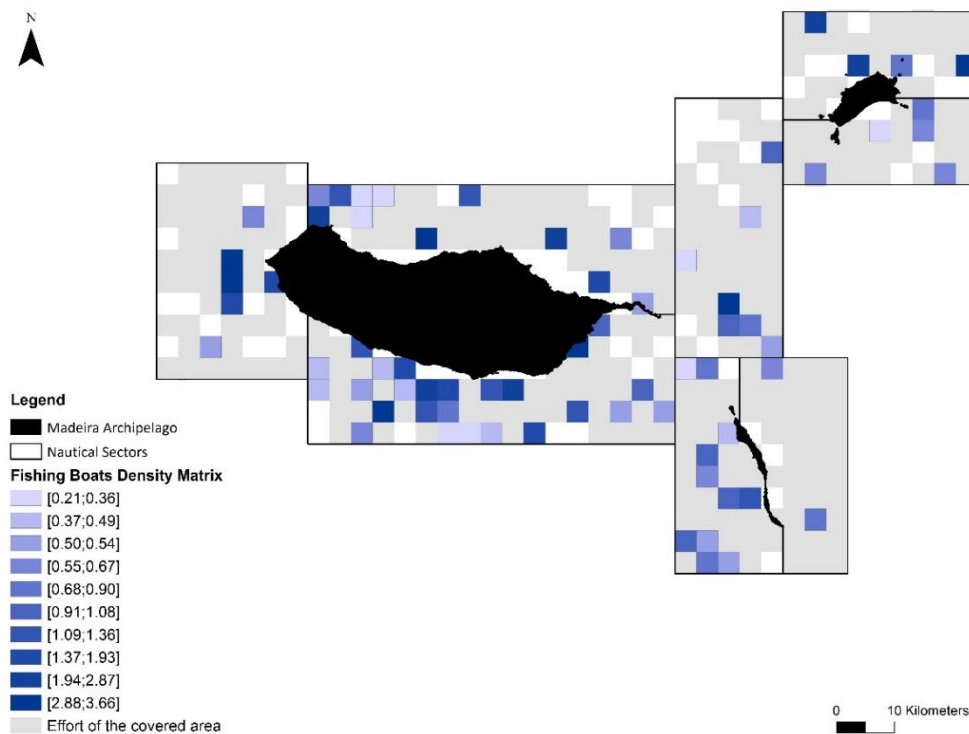 N
Legend
Madeira Archipelago
Nautical Sectors
Fishing Boats Density Matrix
[0.21;0.36]
[0.37;0.49]
[0.50;0.54]
[0.55;0.67]
[0.68;0.90]
[0.91;1.08]
[1.09;1.36]
[1.37;1.93]
[1.94;2.87]
[2.88;3.66]
Effort of the covered area
0 10 Kilometers